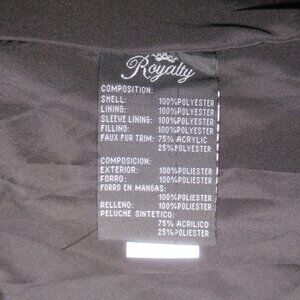 Royalty
COMPOSITION:
SHELL: 100%POLYESTER
LINING: 100%POLYESTER
SLEEVE LINING: 100%POLYESTER
FILLING: 100%POLYESTER
FAUX FUR TRIM: 75% ACRYLIC
25%POLYESTER
COMPOSICION:
EXTERIOR: 100%POLIESTER
FORRO: 100%POLIESTER
FORRO EN MANGAS:
100%POLIESTER
RELLENO: 100%POLIESTER
PELUCHE SINTETICO:
75% ACRILICO
25%POLIESTER